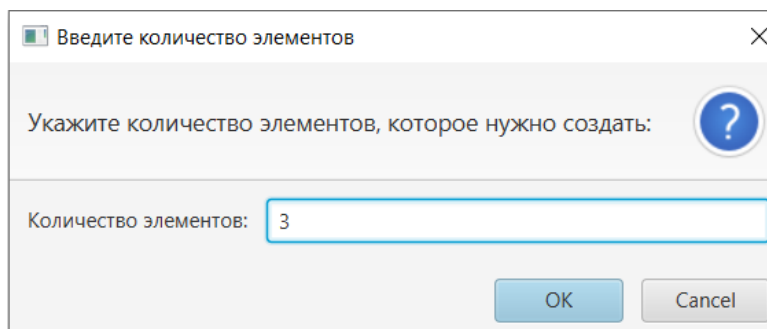 Введите количество элементов
Укажите количество элементов, которое нужно создать:
?
Количество элементов: 3
OK Cancel